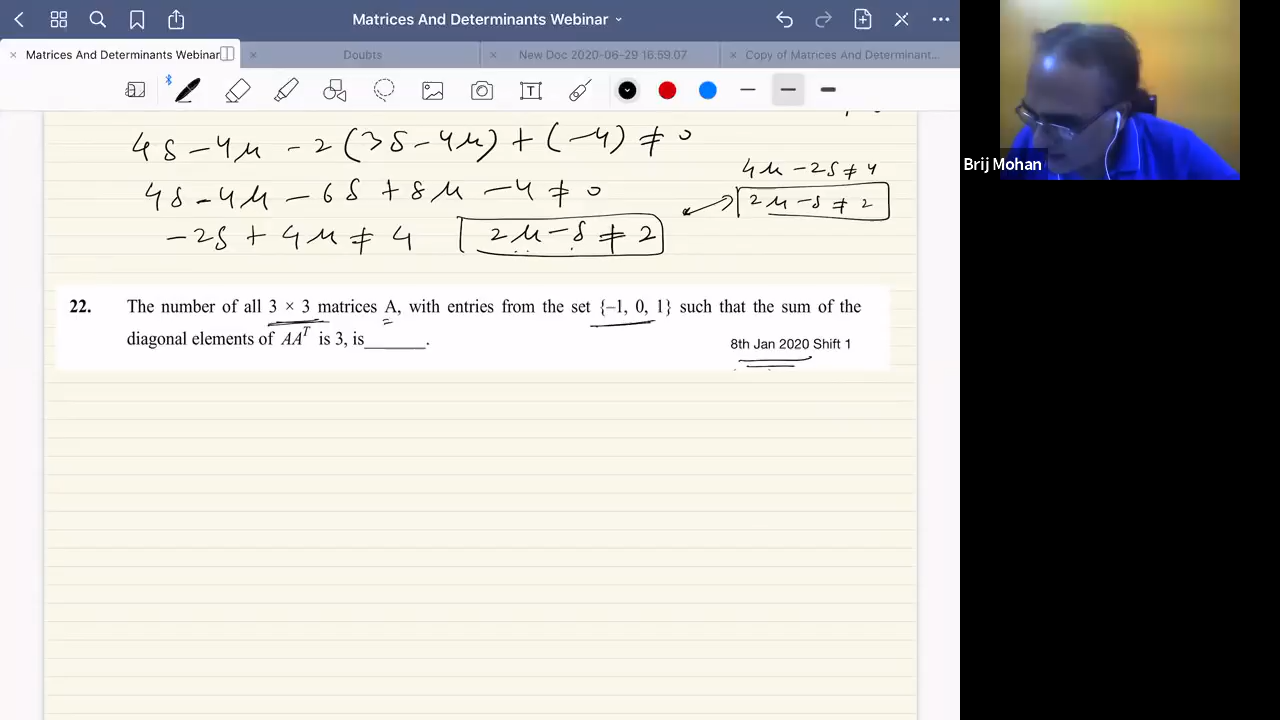 Matrices And Determinants Webinar
Matrices And Determinants Webinar
Doubts
New Doc 2020-06-29 16:59:07
Copy of Matrices And Determinant...
T
4δ - 4μ - 2 (3δ - 4μ) + (-4) ≠ 0
4δ - 4μ - 6δ + 8μ - 4 ≠ 0
-2δ + 4μ ≠ 4 2μ - δ ≠ 2
4μ - 2δ ≠ 4
2μ - δ ≠ 2
22. The number of all 3 × 3 matrices A, with entries from the set {–1, 0, 1} such that the sum of the
diagonal elements of AAᵀ is 3, is_______.
8th Jan 2020 Shift 1
Brij Mohan